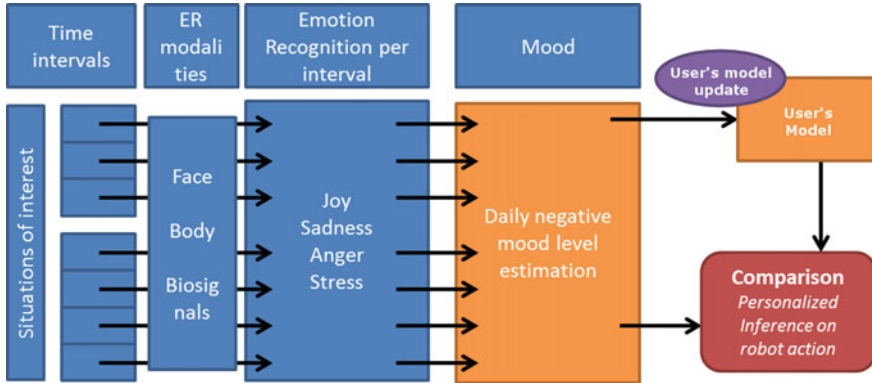 Time
intervals
ER
modali
ties
Emotion
Recognition per
interval
Mood
User's model
update
User's
Model
Situations of interest
Face
Body
Biosig
nals
Joy
Sadness
Anger
Stress
Daily negative
mood level
estimation
Comparison
Personalized
Inference on
robot action